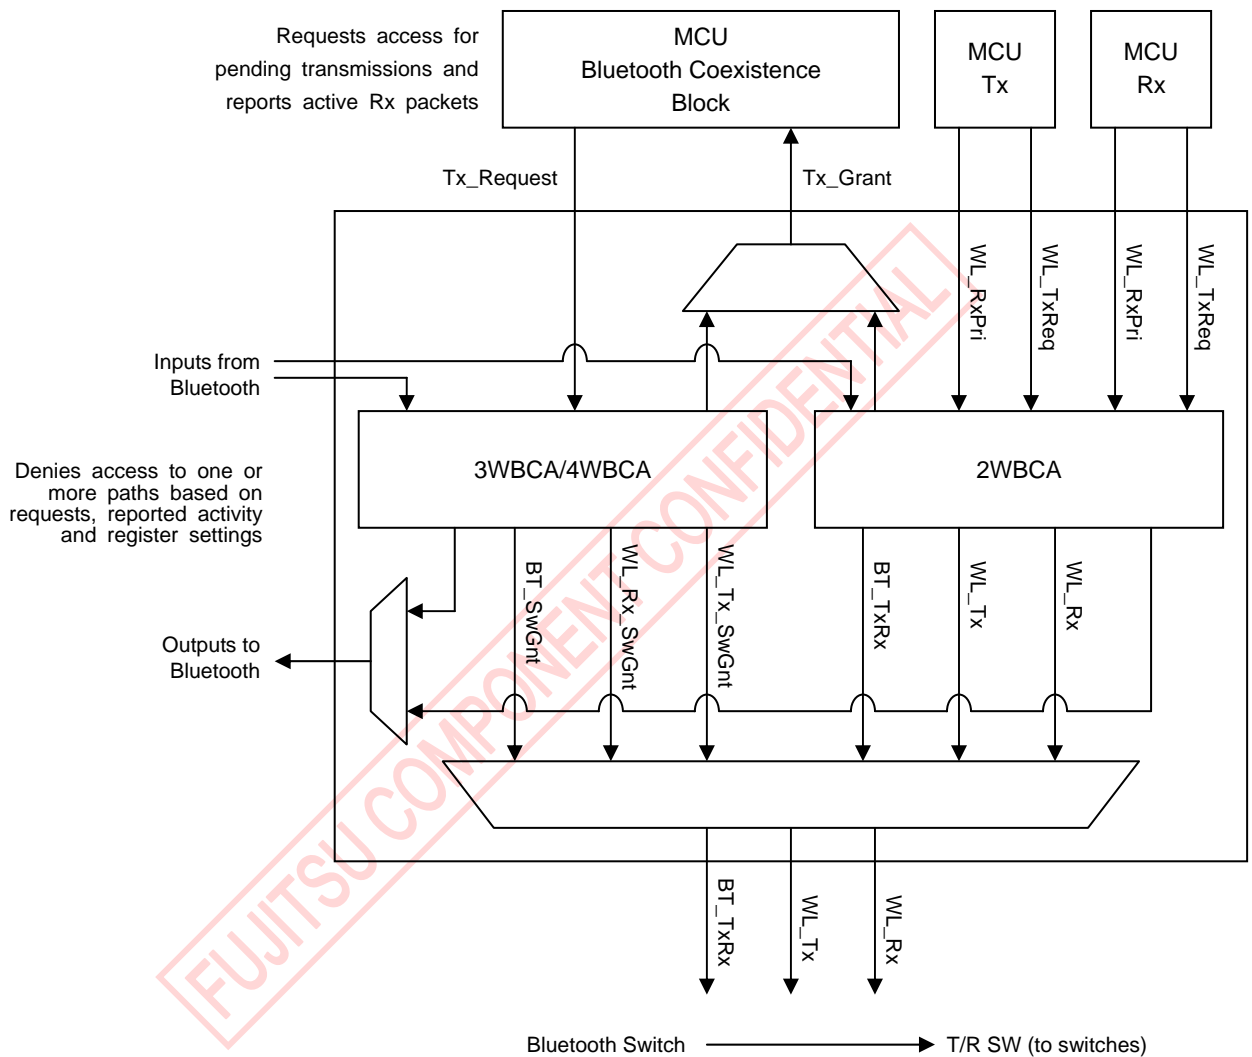 Requests access for
pending transmissions and
reports active Rx packets
MCU
Bluetooth Coexistence
Block
MCU
Tx
MCU
Rx
Tx_Request
Tx_Grant
WL_RxPri
WL_TxReq
WL_RxPri
WL_TxReq
Inputs from
Bluetooth
3WBCA/4WBCA
2WBCA
Denies access to one or
more paths based on
requests, reported activity
and register settings
BT_SwGnt
WL_Rx_SwGnt
WL_Tx_SwGnt
BT_TxRx
WL_Tx
WL_Rx
Outputs to
Bluetooth
BT_TxRx
WL_Tx
WL_Rx
Bluetooth Switch
T/R SW (to switches)
FUJITSU COMPONENT CONFIDENTIAL